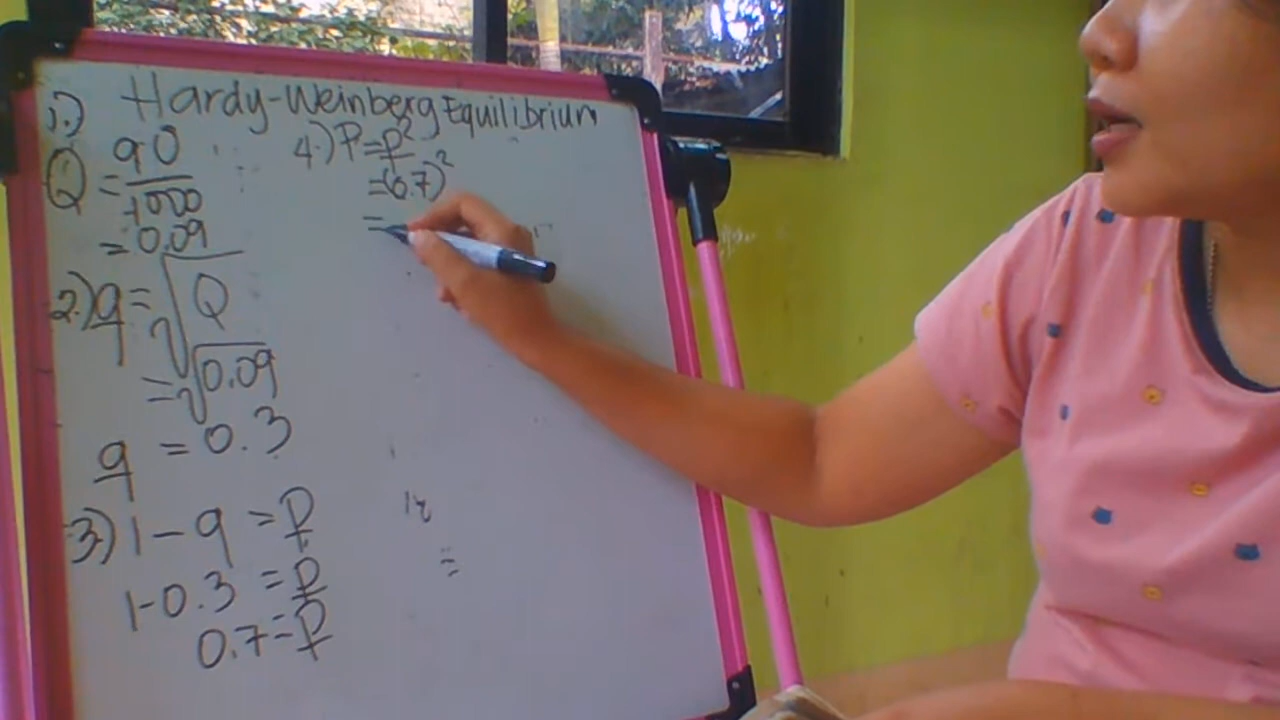 Hardy-Weinberg Equilibrium
1.)
Q = 90/1000
= 0.09
2.) q = √Q
= √0.09
q = 0.3
3.) 1-q = p
1-0.3 = p
0.7 = p
4.) P = p²
= (0.7)²
=